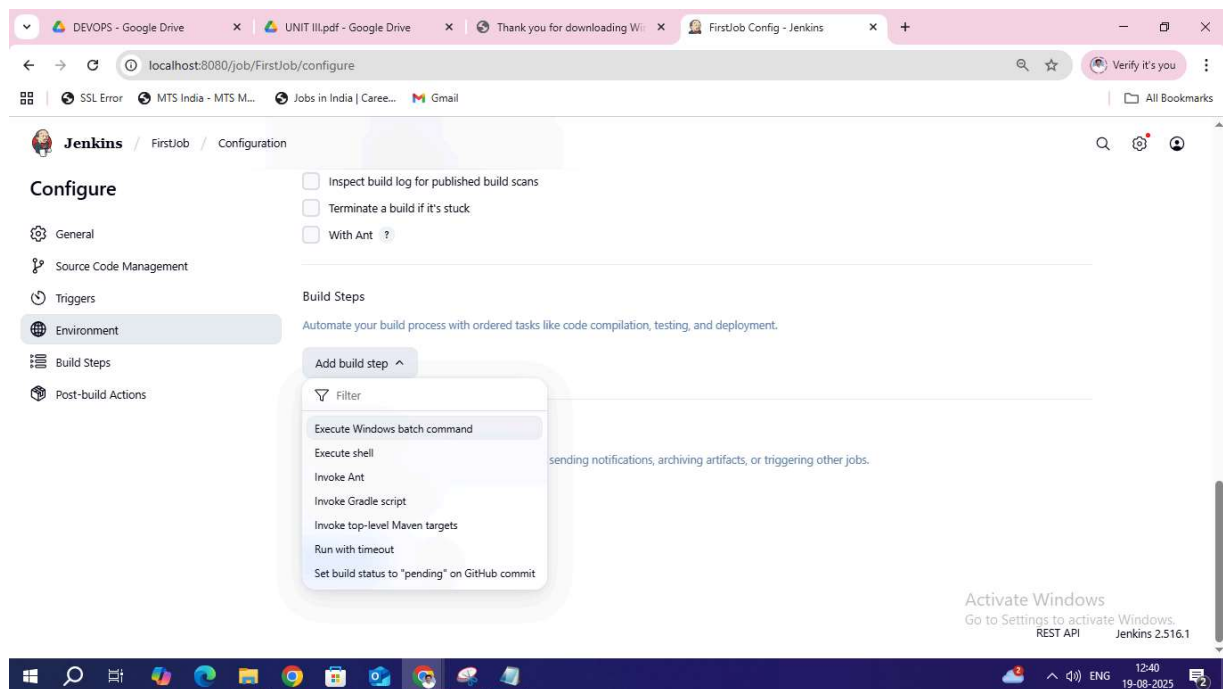 DEVOPS - Google Drive
UNIT III.pdf - Google Drive
Thank you for downloading Wi
FirstJob Config - Jenkins
localhost:8080/job/FirstJob/configure
Verify it's you
SSL Error
MTS India - MTS M...
Jobs in India | Caree...
Gmail
All Bookmarks
Jenkins / FirstJob / Configuration
Configure
General
Source Code Management
Triggers
Environment
Build Steps
Post-build Actions
Inspect build log for published build scans
Terminate a build if it's stuck
With Ant ?
Build Steps
Automate your build process with ordered tasks like code compilation, testing, and deployment.
Add build step
Filter
Execute Windows batch command
Execute shell
Invoke Ant
Invoke Gradle script
Invoke top-level Maven targets
Run with timeout
Set build status to "pending" on GitHub commit
sending notifications, archiving artifacts, or triggering other jobs.
Activate Windows
Go to Settings to activate Windows.
REST API
Jenkins 2.516.1
2
ENG
12:40
19-08-2025
2